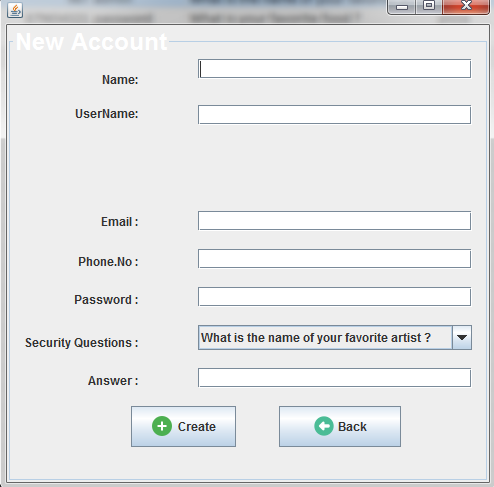 New Account
Name:
UserName:
Email :
Phone.No :
Password :
Security Questions : What is the name of your favorite artist ?
Answer :
Create Back